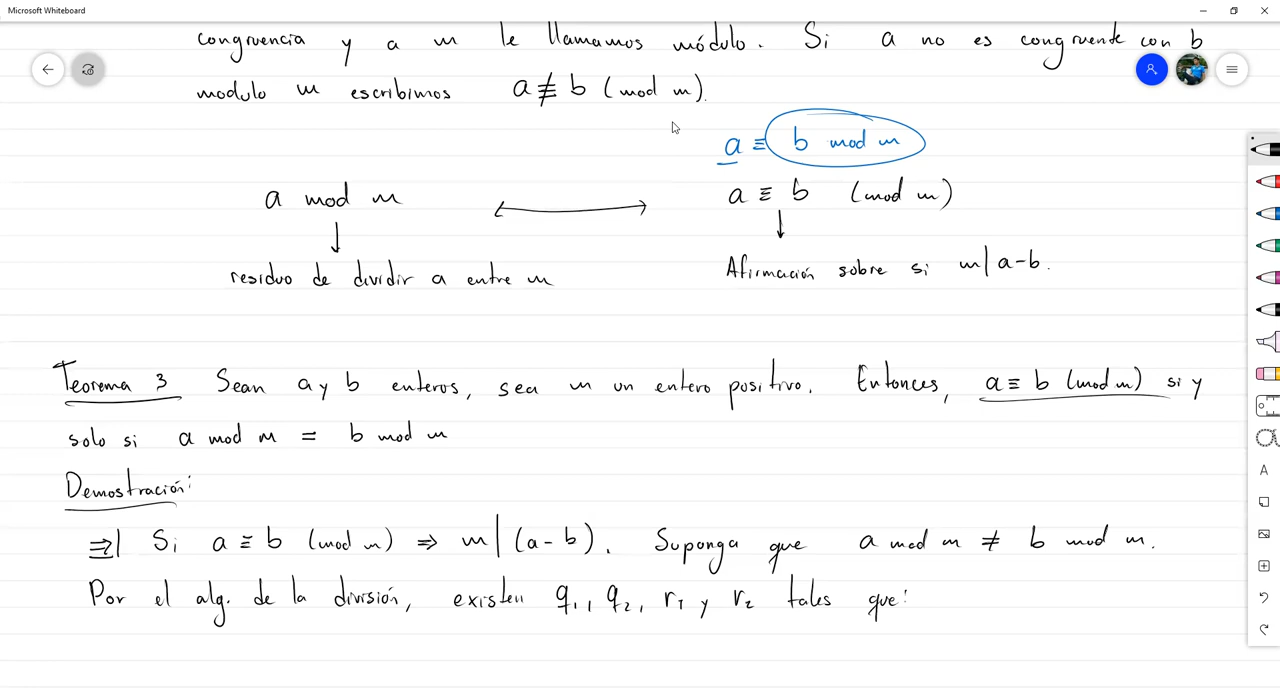 Microsoft Whiteboard
congruencia y a m le llamamos módulo. Si a no es congruente con b
modulo m escribimos a ≢ b (mod m).
a ≡ b mod m
a mod m ⟷ a ≡ b (mod m)
↓ ↓
residuo de dividir a entre m Afirmación sobre si m | a-b.
Teorema 3 Sean a y b enteros, sea m un entero positivo. Entonces, a ≡ b (mod m) si y
solo si a mod m = b mod m
Demostración:
⇒| Si a ≡ b (mod m) ⇒ m | (a-b). Suponga que a mod m ≠ b mod m.
Por el alg. de la división, existen q₁, q₂, r₁ y r₂ tales que: